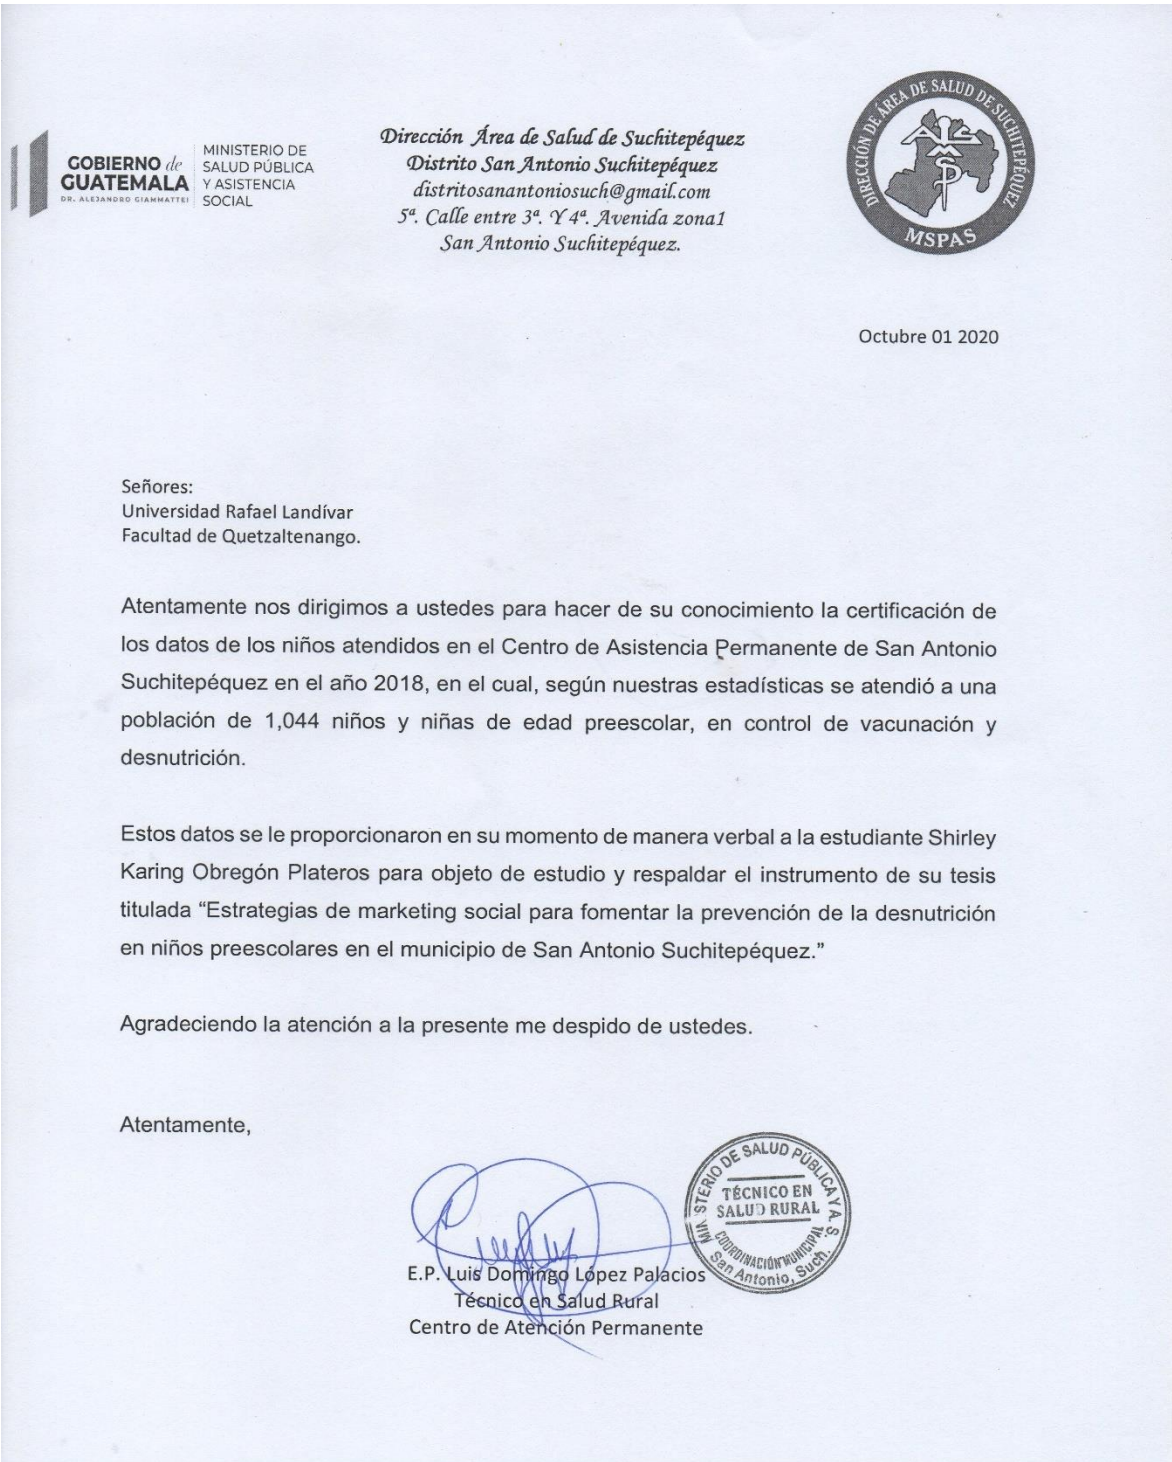 GOBIERNO de
GUATEMALA
DR. ALEJANDRO GIAMMATTEI
MINISTERIO DE
SALUD PÚBLICA
Y ASISTENCIA
SOCIAL
Dirección Área de Salud de Suchitepéquez
Distrito San Antonio Suchitepéquez
distritosanantoniosuch@gmail.com
5ª. Calle entre 3ª. Y 4ª. Avenida zona1
San Antonio Suchitepéquez.
DIRECCIÓN DE ÁREA DE SALUD DE SUCHITEPÉQUEZ
MSPAS
Octubre 01 2020
Señores:
Universidad Rafael Landívar
Facultad de Quetzaltenango.
Atentamente nos dirigimos a ustedes para hacer de su conocimiento la certificación de
los datos de los niños atendidos en el Centro de Asistencia Permanente de San Antonio
Suchitepéquez en el año 2018, en el cual, según nuestras estadísticas se atendió a una
población de 1,044 niños y niñas de edad preescolar, en control de vacunación y
desnutrición.
Estos datos se le proporcionaron en su momento de manera verbal a la estudiante Shirley
Karing Obregón Plateros para objeto de estudio y respaldar el instrumento de su tesis
titulada “Estrategias de marketing social para fomentar la prevención de la desnutrición
en niños preescolares en el municipio de San Antonio Suchitepéquez.”
Agradeciendo la atención a la presente me despido de ustedes.
Atentamente,
MINISTERIO DE SALUD PÚBLICA Y A. S.
TÉCNICO EN
SALUD RURAL
COORDINACIÓN MUNICIPAL
San Antonio, Such.
E.P. Luis Domingo López Palacios
Técnico en Salud Rural
Centro de Atención Permanente